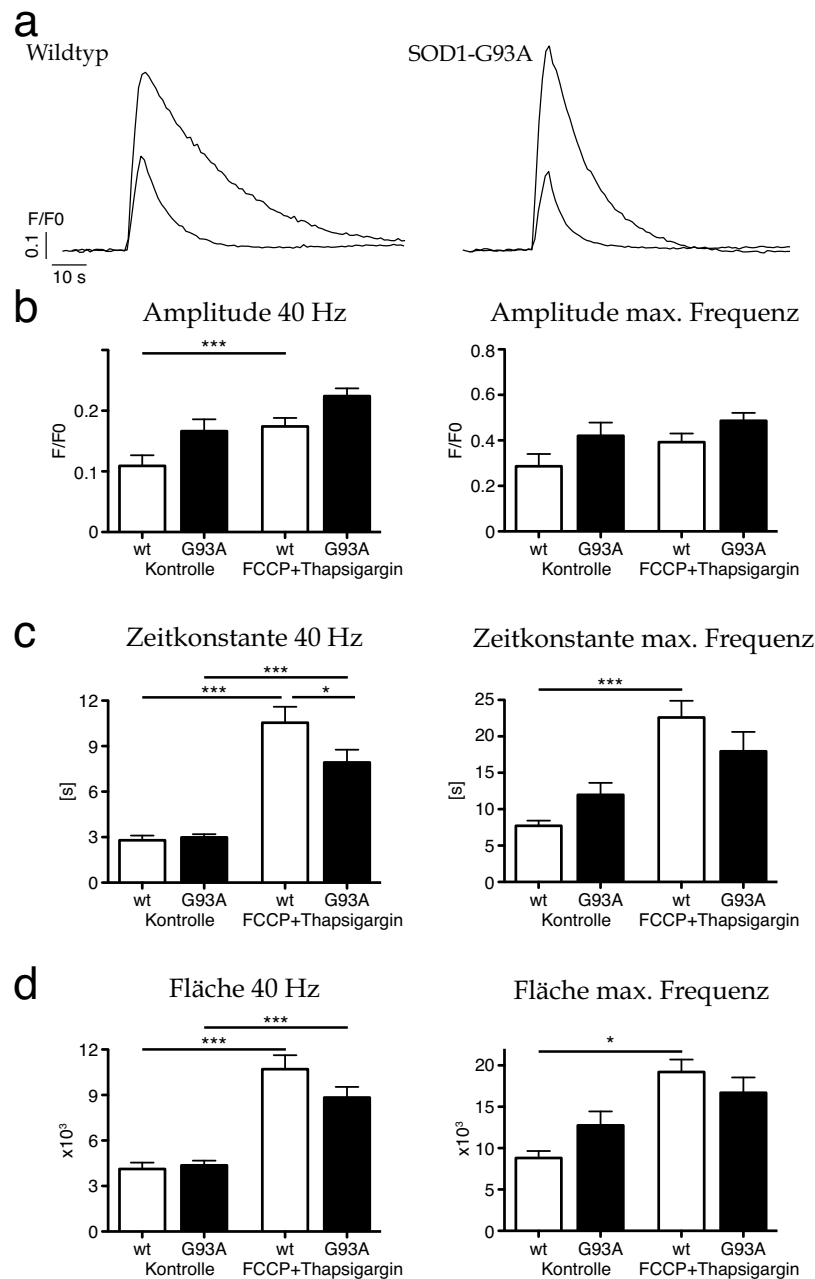 a
Wildtyp
SOD1-G93A
F/F0
0.1
10 s
b
Amplitude 40 Hz
Amplitude max. Frequenz
***
0.2
0.1
0
F/F0
wt G93A wt G93A
Kontrolle FCCP+Thapsigargin
0.8
0.6
0.4
0.2
0
F/F0
wt G93A wt G93A
Kontrolle FCCP+Thapsigargin
c
Zeitkonstante 40 Hz
Zeitkonstante max. Frequenz
***
*** *
12
9
6
3
0
[s]
wt G93A wt G93A
Kontrolle FCCP+Thapsigargin
***
25
20
15
10
5
0
[s]
wt G93A wt G93A
Kontrolle FCCP+Thapsigargin
d
Fläche 40 Hz
Fläche max. Frequenz
***
***
12
9
6
3
0
x10³
wt G93A wt G93A
Kontrolle FCCP+Thapsigargin
*
20
15
10
5
0
x10³
wt G93A wt G93A
Kontrolle FCCP+Thapsigargin